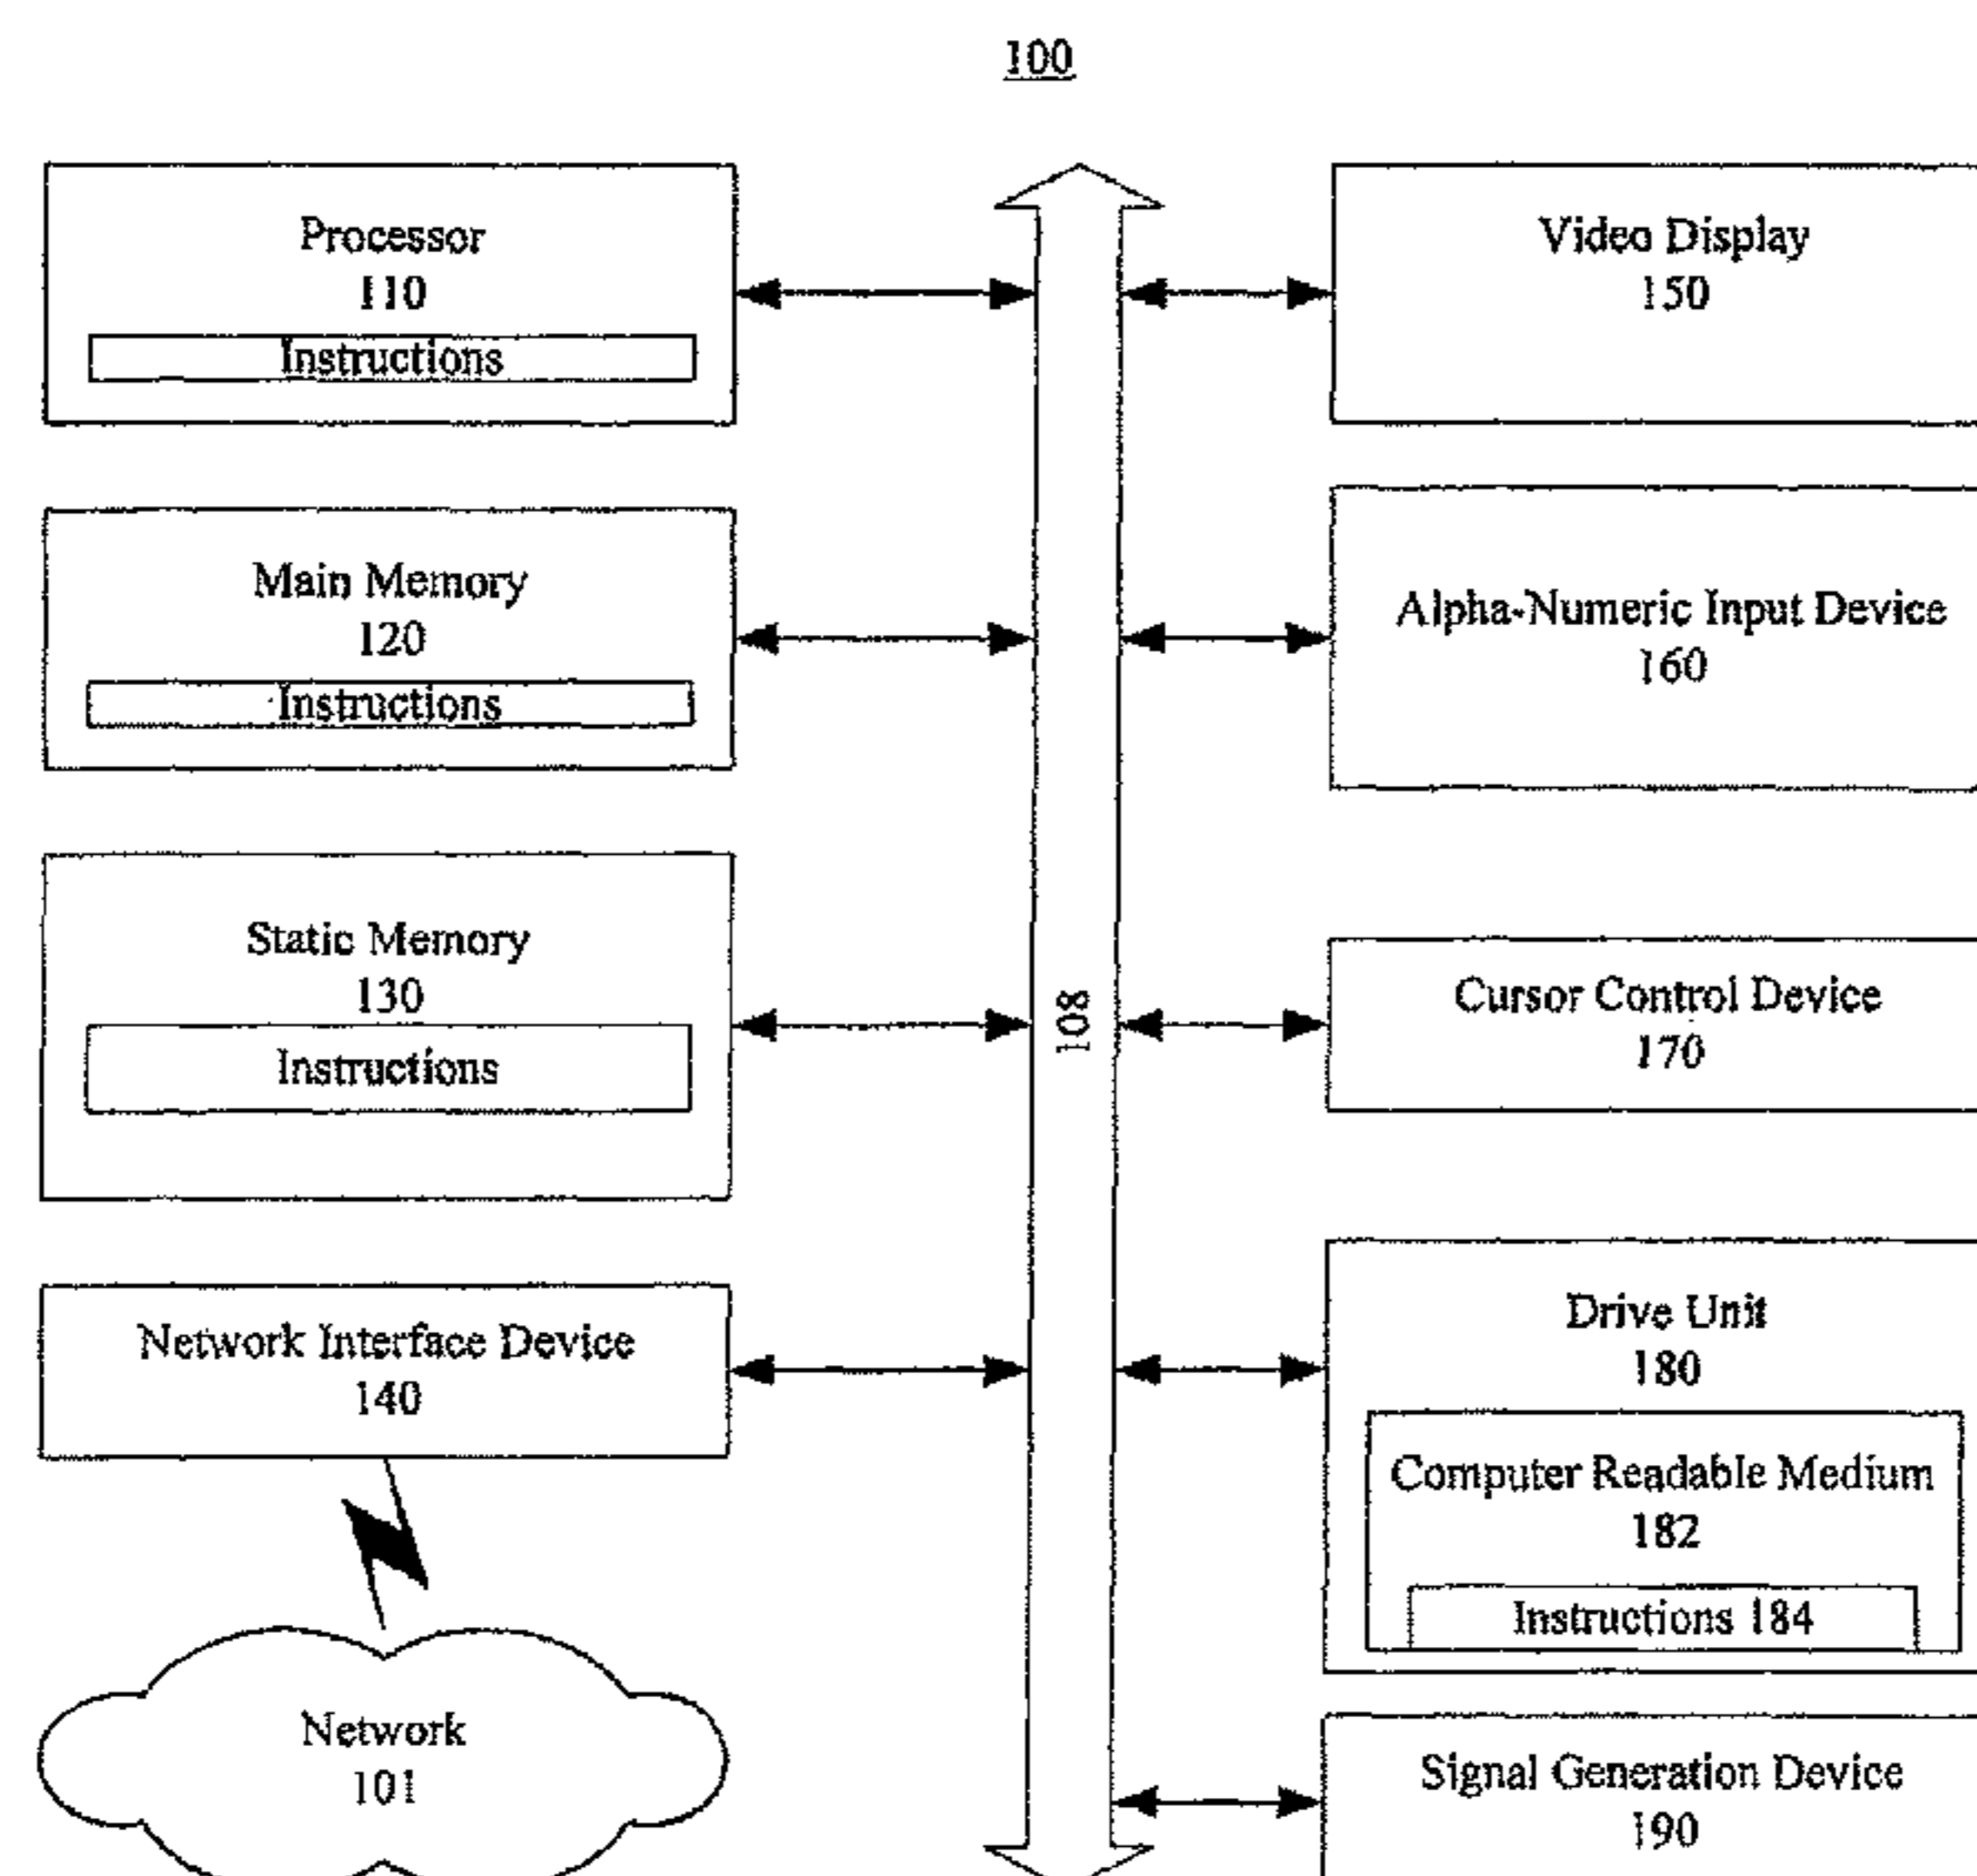 100
Processor
110
Instructions
Main Memory
120
Instructions
Static Memory
130
Instructions
Network Interface Device
140
Network
101
108
Video Display
150
Alpha-Numeric Input Device
160
Cursor Control Device
170
Drive Unit
180
Computer Readable Medium
182
Instructions 184
Signal Generation Device
190